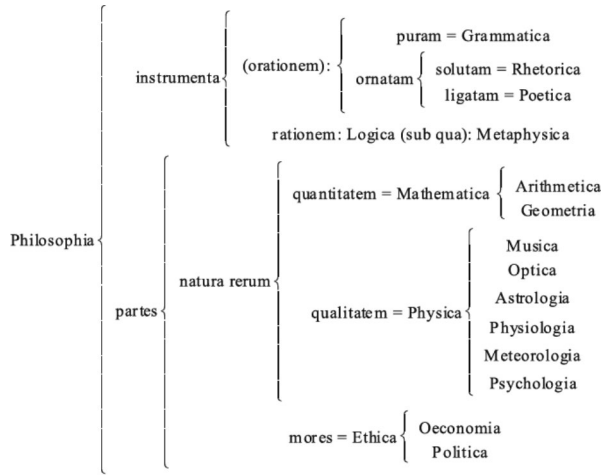 puram = Grammatica
(orationem):
solutam = Rhetorica
instrumenta
ornatam
ligatam = Poetica
rationem: Logica (sub qua): Metaphysica
Arithmetica
quantitatem = Mathematica
Geometria
Philosophia
Musica
Optica
natura rerum
Astrologia
partes
qualitatem = Physica
Physiologia
Meteorologia
Psychologia
Oeconomia
mores = Ethica
Politica